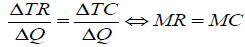 ΔTR/ΔQ = ΔTC/ΔQ ⇔ MR = MC